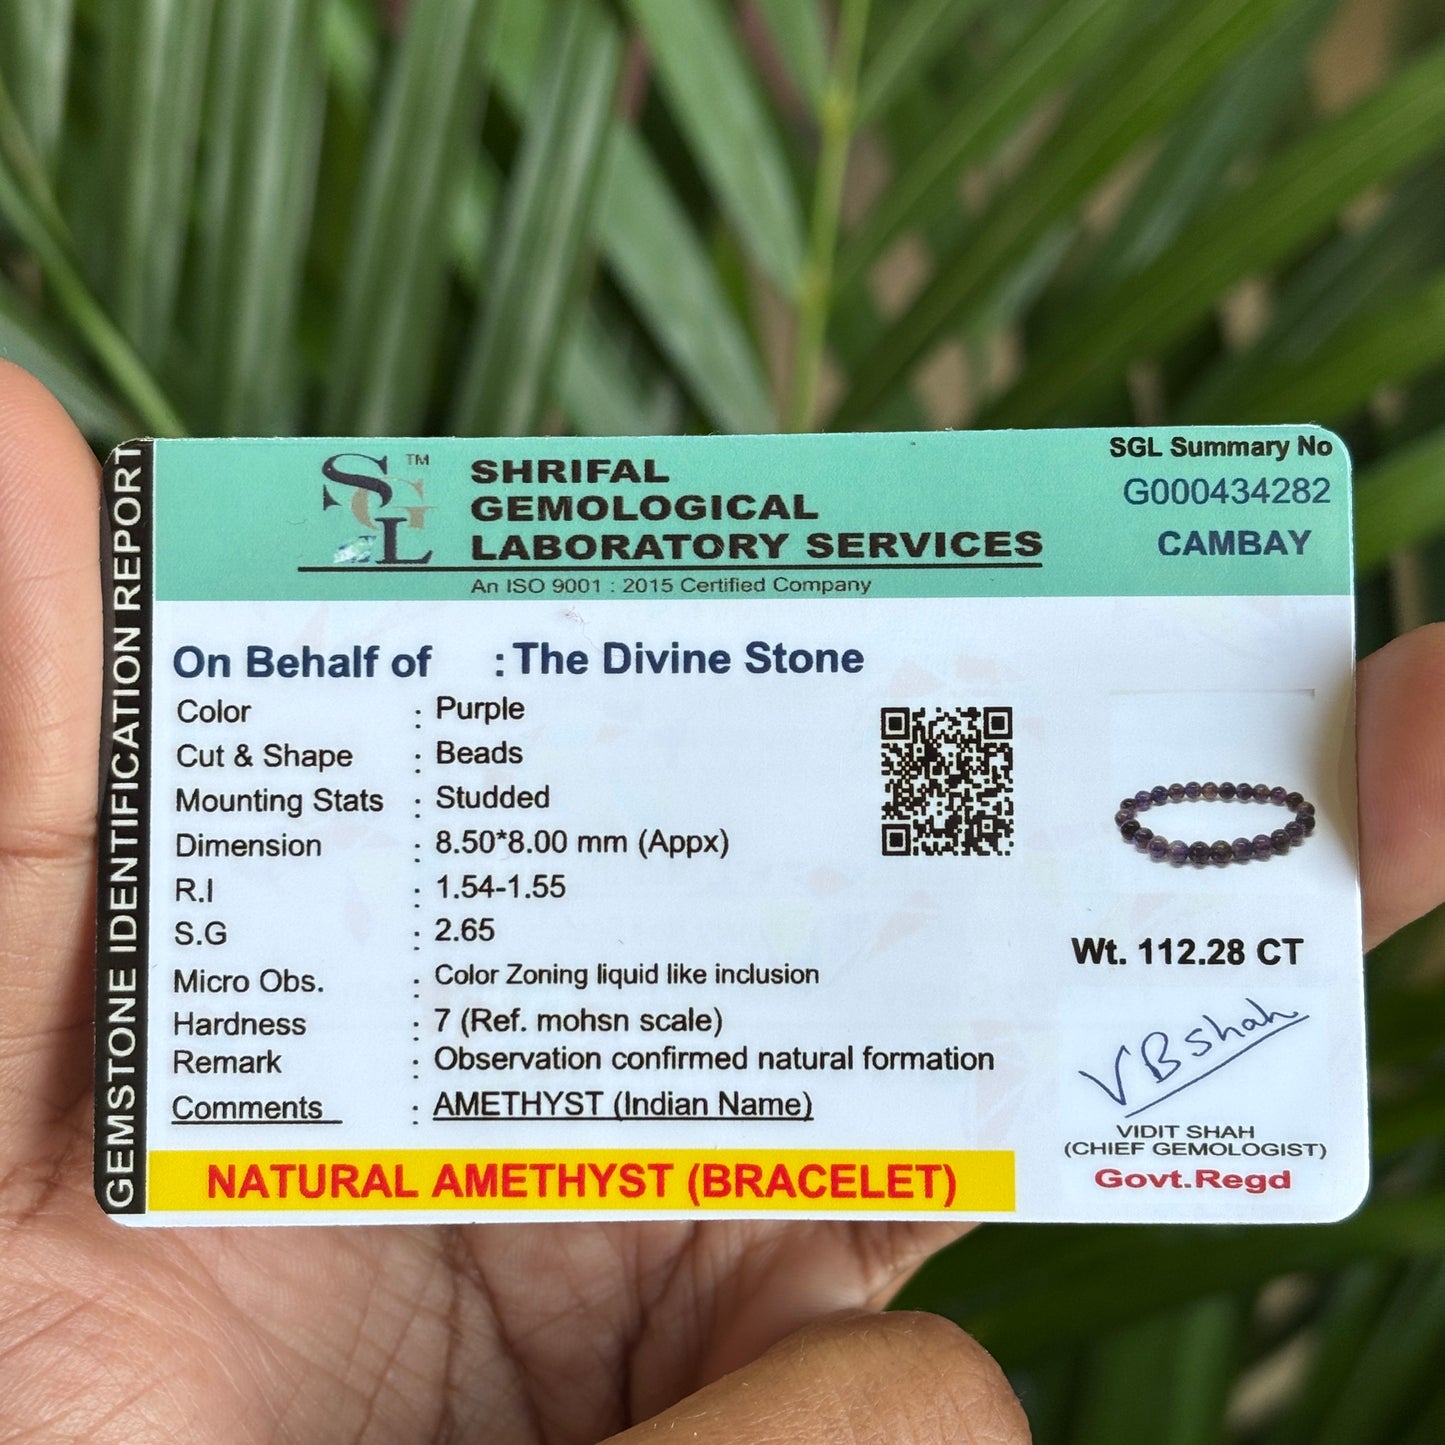 GEMSTONE IDENTIFICATION REPORT
SGL ™
SHRIFAL
GEMOLOGICAL
LABORATORY SERVICES
An ISO 9001 : 2015 Certified Company
SGL Summary No
G000434282
CAMBAY
On Behalf of : The Divine Stone
Color : Purple
Cut & Shape : Beads
Mounting Stats : Studded
Dimension : 8.50*8.00 mm (Appx)
R.I : 1.54-1.55
S.G : 2.65
Micro Obs. : Color Zoning liquid like inclusion
Hardness : 7 (Ref. mohsn scale)
Remark : Observation confirmed natural formation
Comments : AMETHYST (Indian Name)
NATURAL AMETHYST (BRACELET)
Wt. 112.28 CT
VBshah
VIDIT SHAH
(CHIEF GEMOLOGIST)
Govt.Regd